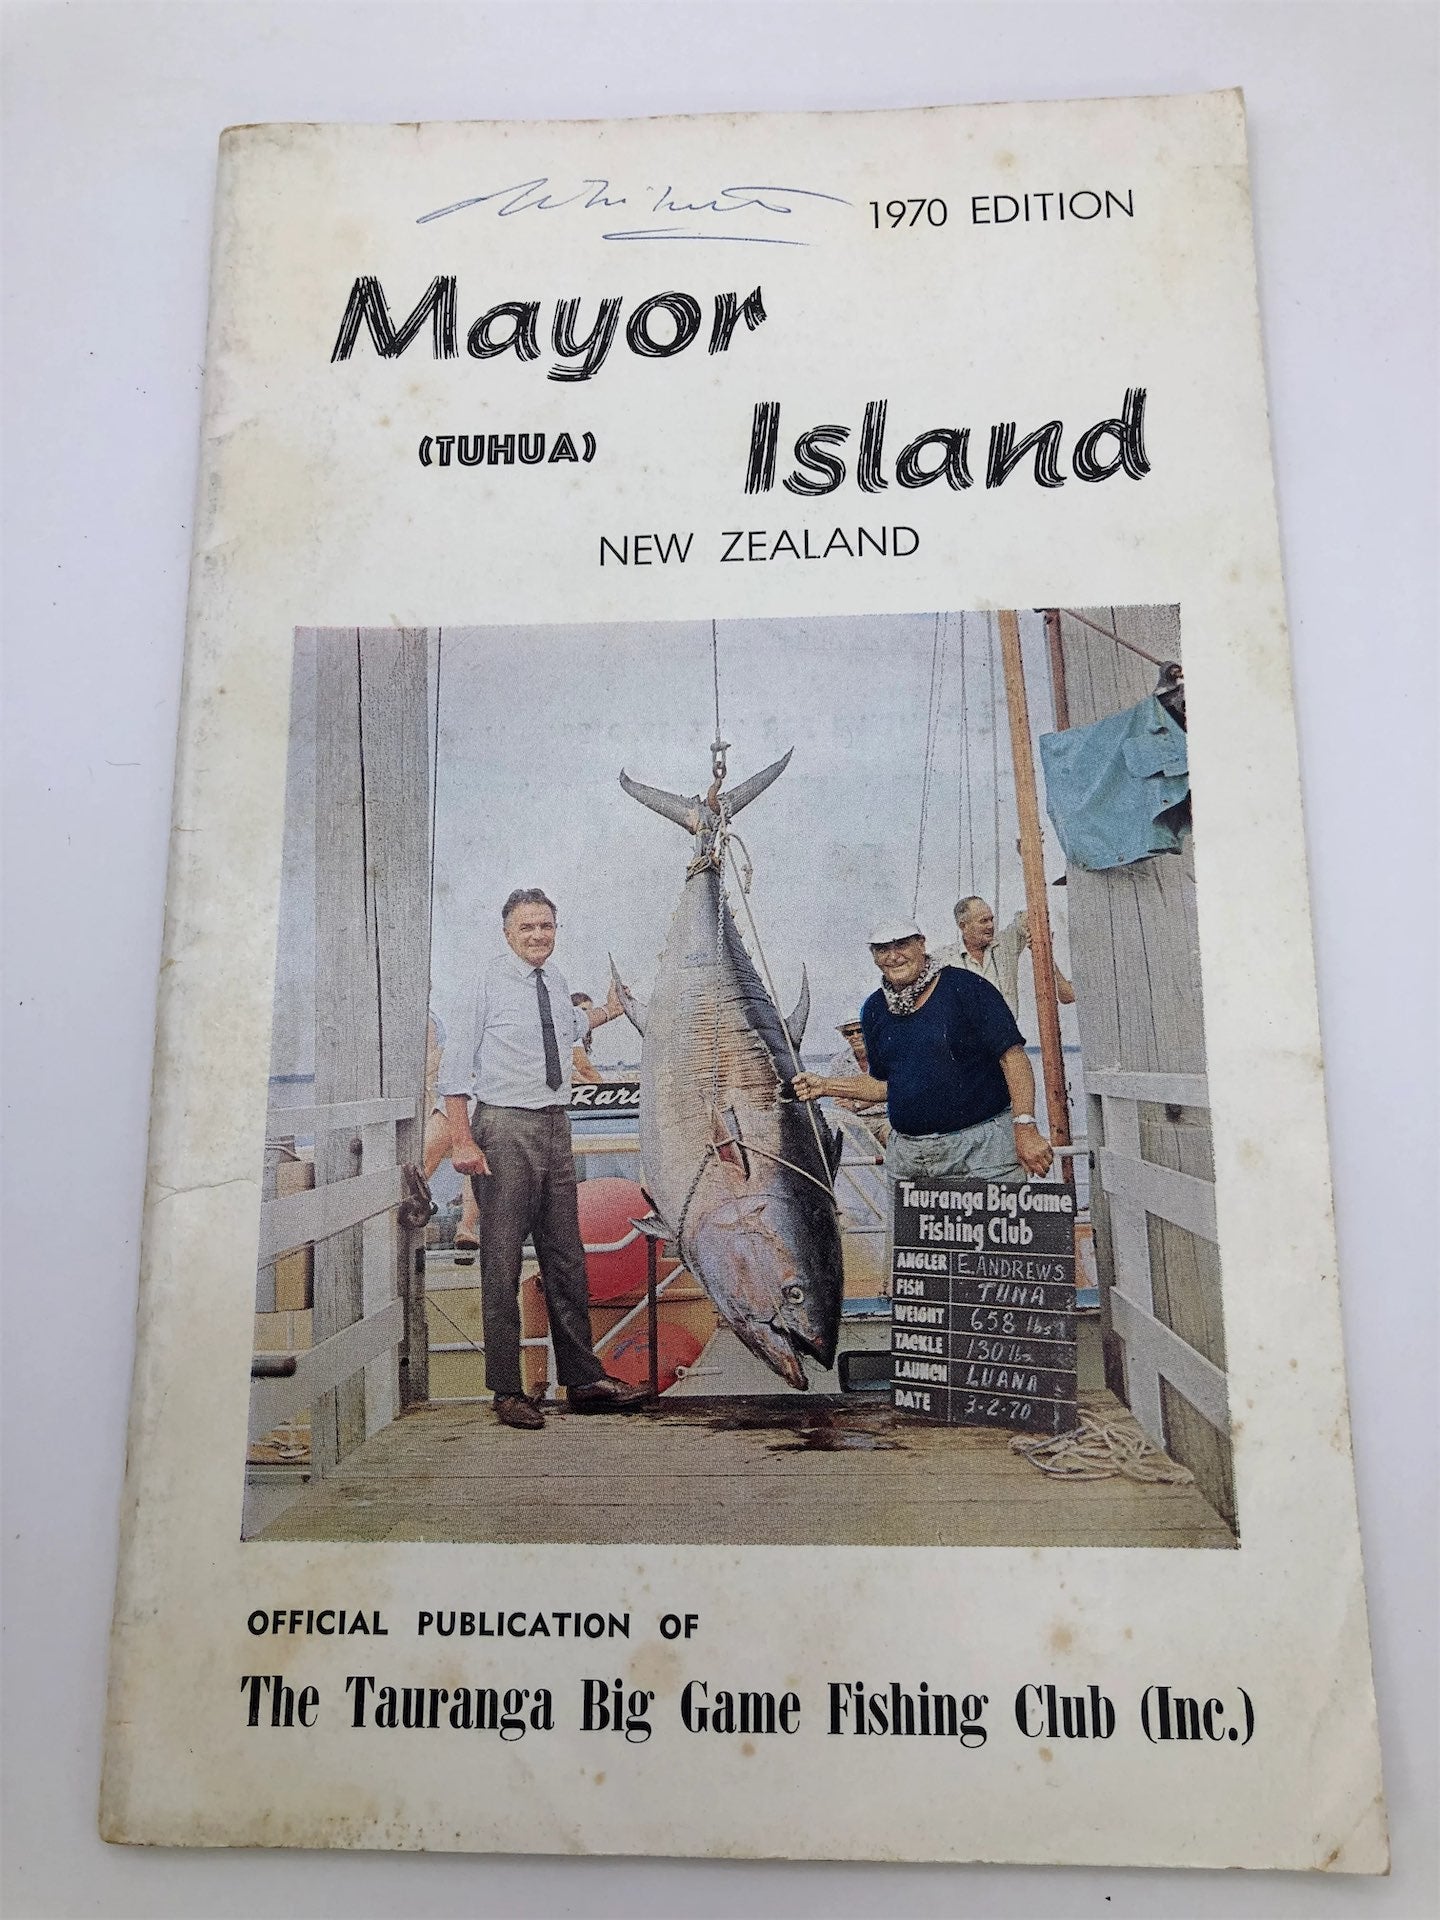 1970 EDITION
Mayor
Island
(TUHUA)
NEW ZEALAND
Rari
Tauranga Big Game
Fishing Club
ANGLER E. ANDREWS
FISH TUNA
WEIGHT 658 lbs
TACKLE 130 lbs
LAUNCH LUANA
DATE 3-2-70
OFFICIAL PUBLICATION OF
The Tauranga Big Game Fishing Club (Inc.)